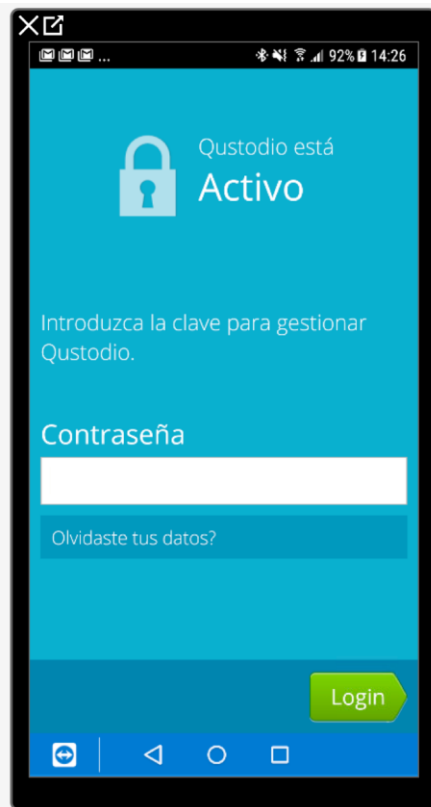 ... 92% 14:26
Qustodio está
Activo
Introduzca la clave para gestionar
Qustodio.
Contraseña
Olvidaste tus datos?
Login